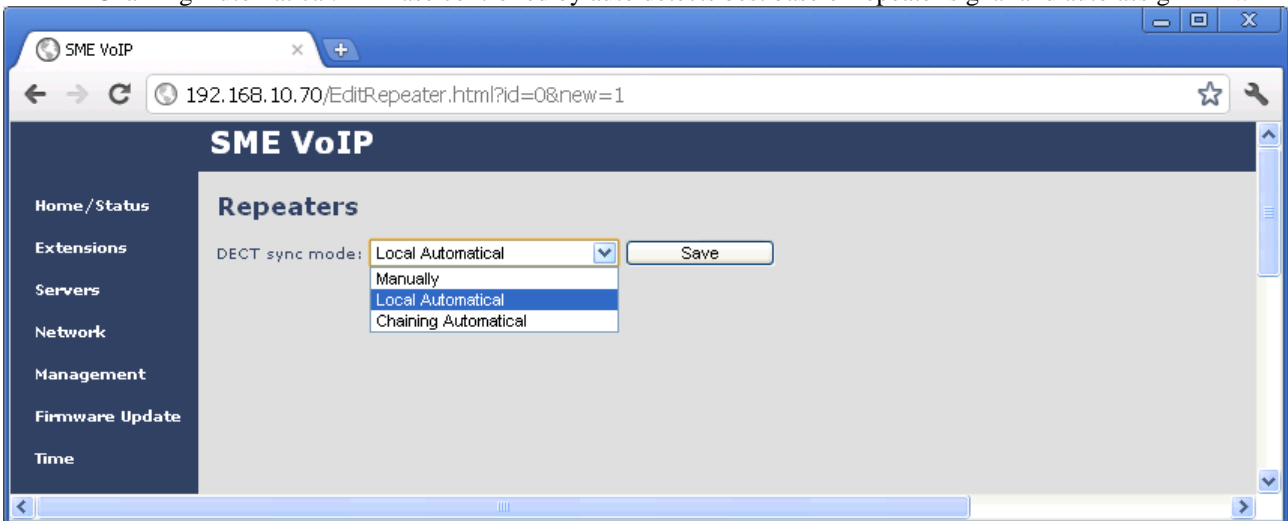 SME VoIP
192.168.10.70/EditRepeater.html?id=0&new=1
SME VoIP
Home/Status
Extensions
Servers
Network
Management
Firmware Update
Time
Repeaters
DECT sync mode: Local Automatical Save
Manually
Local Automatical
Chaining Automatical